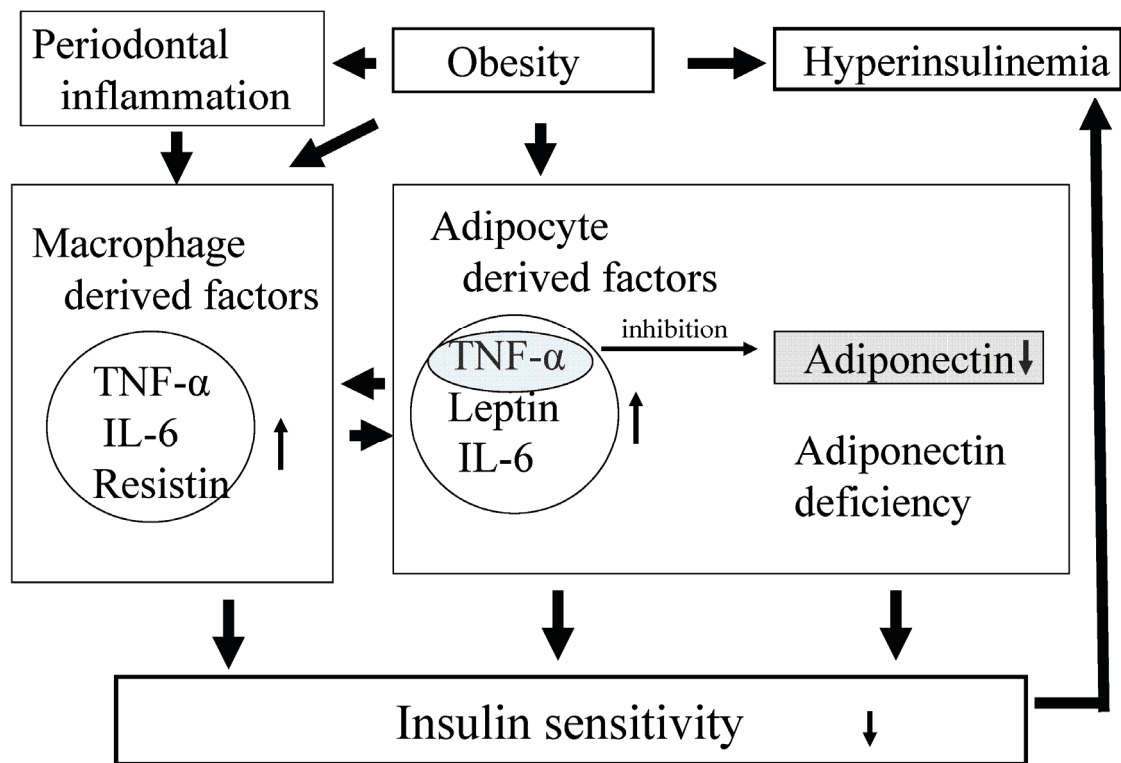 Periodontal
inflammation
Obesity
Hyperinsulinemia
Macrophage
derived factors
TNF-α
IL-6
Resistin
Adipocyte
derived factors
TNF-α
Leptin
IL-6
inhibition
Adiponectin
Adiponectin
deficiency
Insulin sensitivity